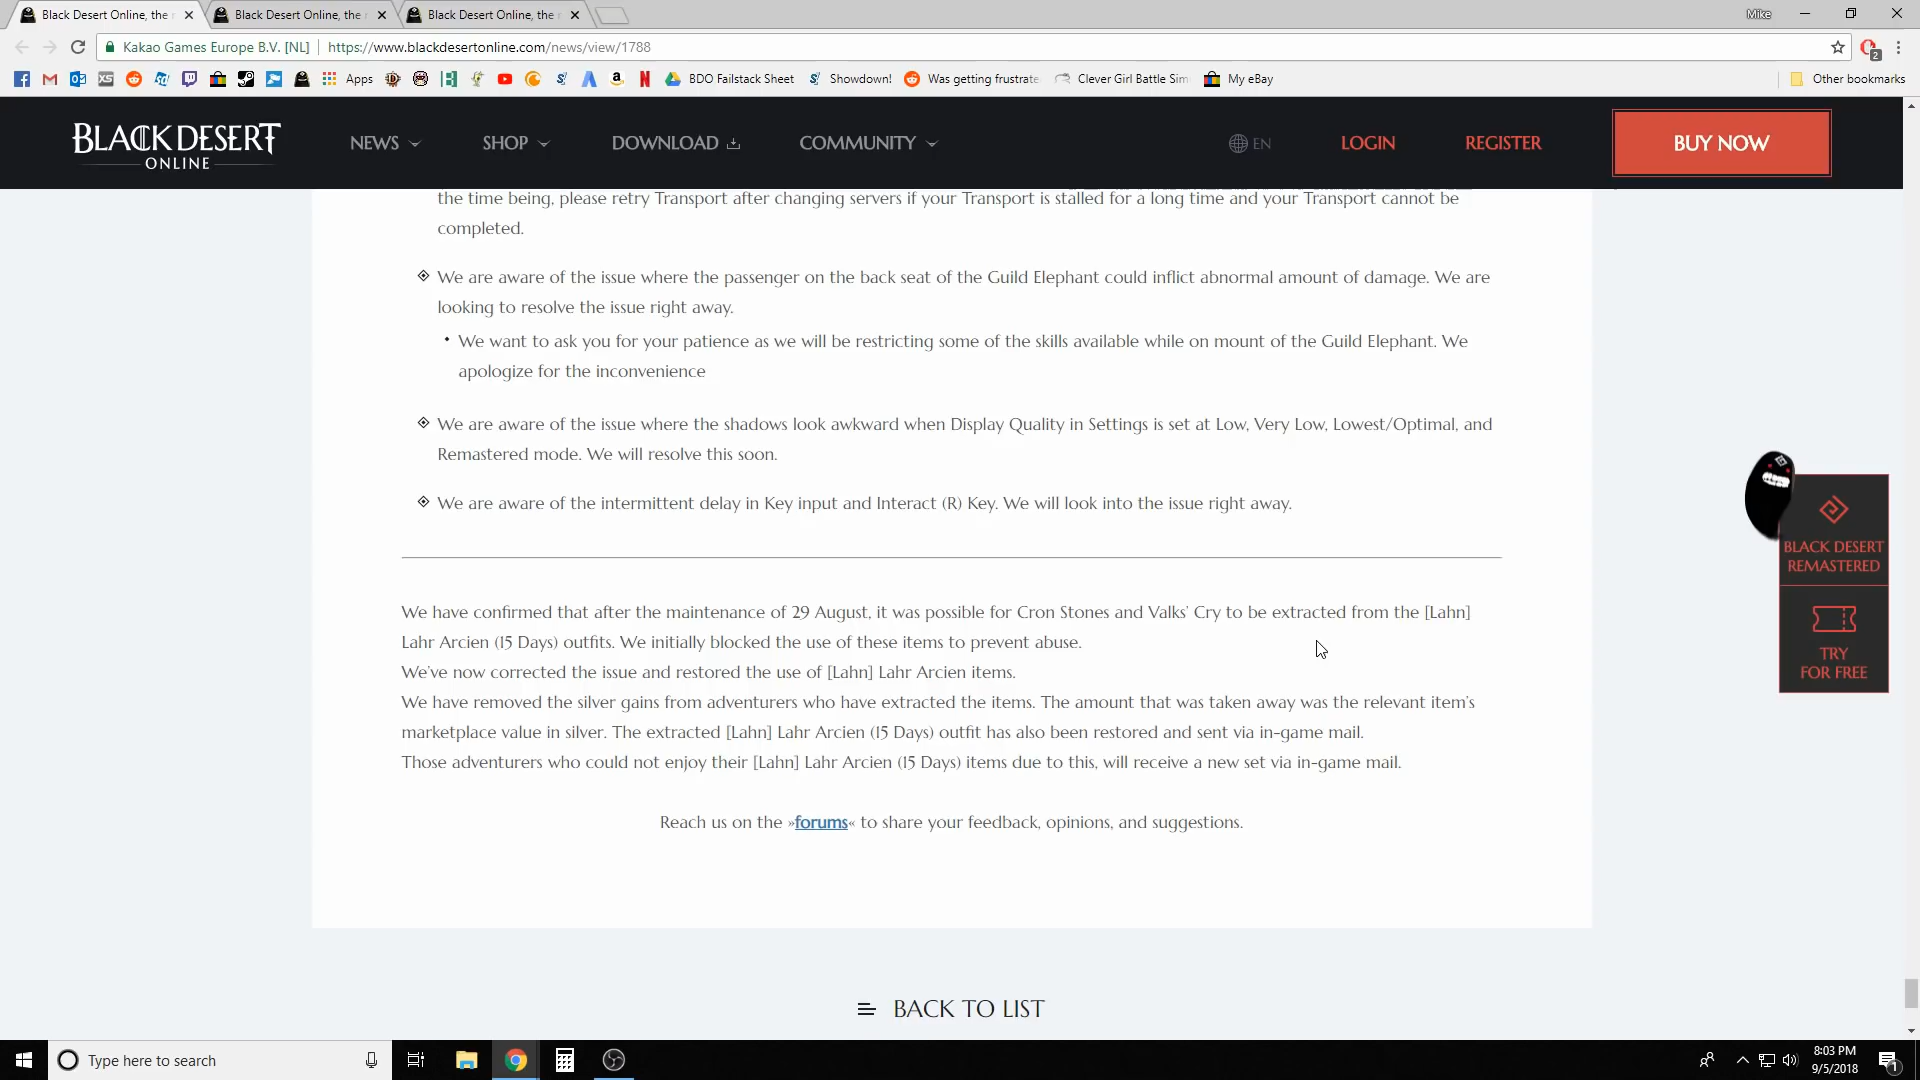 Black Desert Online, the
Black Desert Online, the
Black Desert Online, the
Mike
Kakao Games Europe B.V. [NL]
https://www.blackdesertonline.com/news/view/1788
2
Apps
BDO Failstack Sheet
Showdown!
Was getting frustrate
Clever Girl Battle Sim
My eBay
Other bookmarks
BLACK DESERT
ONLINE
NEWS
SHOP
DOWNLOAD
COMMUNITY
EN
LOGIN
REGISTER
BUY NOW
the time being, please retry Transport after changing servers if your Transport is stalled for a long time and your Transport cannot be
completed.
We are aware of the issue where the passenger on the back seat of the Guild Elephant could inflict abnormal amount of damage. We are
looking to resolve the issue right away.
We want to ask you for your patience as we will be restricting some of the skills available while on mount of the Guild Elephant. We
apologize for the inconvenience
We are aware of the issue where the shadows look awkward when Display Quality in Settings is set at Low, Very Low, Lowest/Optimal, and
Remastered mode. We will resolve this soon.
We are aware of the intermittent delay in Key input and Interact (R) Key. We will look into the issue right away.
BLACK DESERT
REMASTERED
TRY
FOR FREE
We have confirmed that after the maintenance of 29 August, it was possible for Cron Stones and Valks' Cry to be extracted from the [Lahn]
Lahr Arcien (15 Days) outfits. We initially blocked the use of these items to prevent abuse.
We've now corrected the issue and restored the use of [Lahn] Lahr Arcien items.
We have removed the silver gains from adventurers who have extracted the items. The amount that was taken away was the relevant item's
marketplace value in silver. The extracted [Lahn] Lahr Arcien (15 Days) outfit has also been restored and sent via in-game mail.
Those adventurers who could not enjoy their [Lahn] Lahr Arcien (15 Days) items due to this, will receive a new set via in-game mail.
Reach us on the »forums« to share your feedback, opinions, and suggestions.
BACK TO LIST
Type here to search
8:03 PM
9/5/2018
1